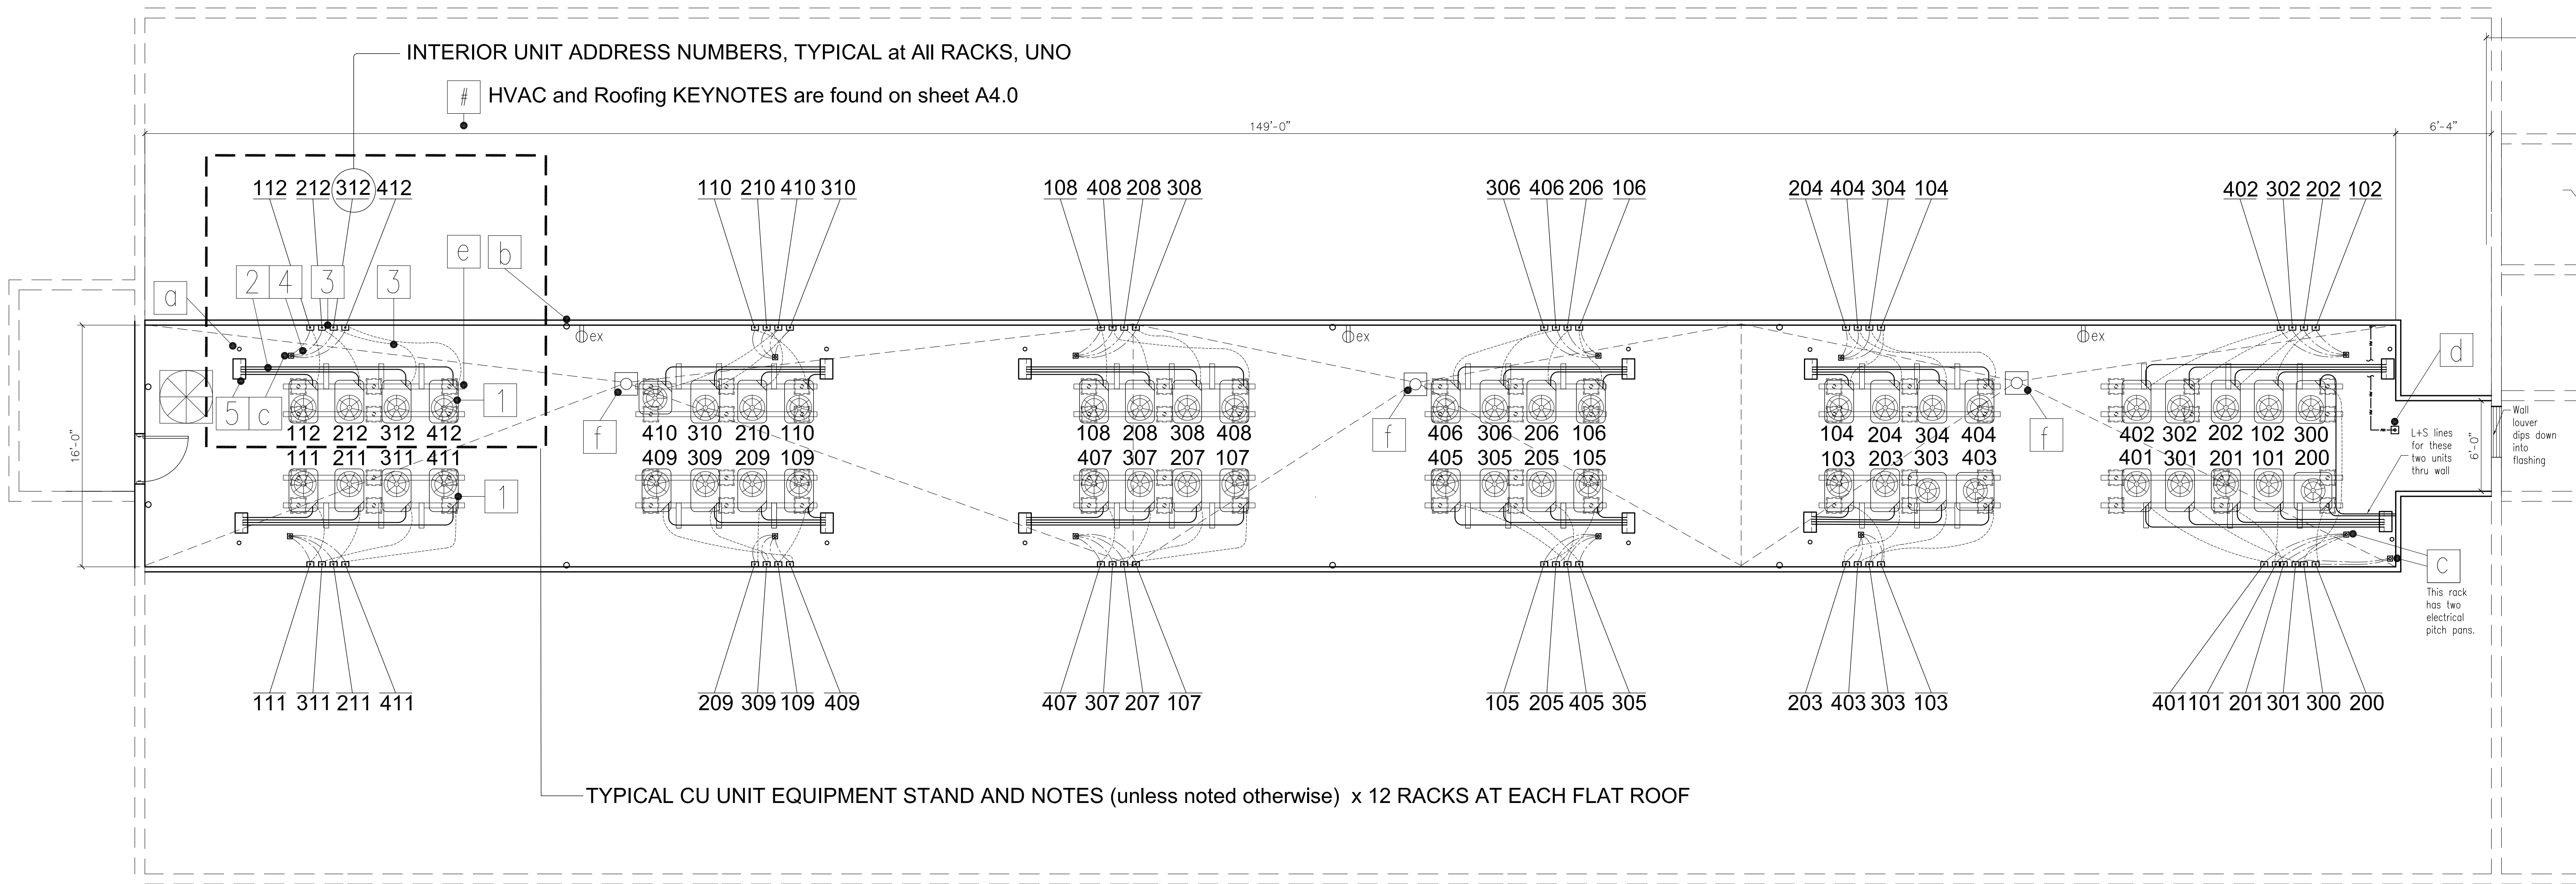 INTERIOR UNIT ADDRESS NUMBERS, TYPICAL at All RACKS, UNO
# HVAC and Roofing KEYNOTES are found on sheet A4.0
149'-0"
6'-4"
112 212 312 412
110 210 410 310
108 408 208 308
306 406 206 106
204 404 304 104
402 302 202 102
e b
2 4 3 3
a
ex
ex
ex
d
5 c
1
f
f
f
Wall
louver
dips down
into
flashing
112 212 312 412
410 310 210 110
108 208 308 408
406 306 206 106
104 204 304 404
402 302 202 102 300
111 211 311 411
409 309 209 109
407 307 207 107
405 305 205 105
103 203 303 403
401 301 201 101 200
16'-0"
6'-0"
L+S lines
for these
two units
thru wall
1
c
This rack
has two
electrical
pitch pans.
111 311 211 411
209 309 109 409
407 307 207 107
105 205 405 305
203 403 303 103
401 101 201 301 300 200
TYPICAL CU UNIT EQUIPMENT STAND AND NOTES (unless noted otherwise) x 12 RACKS AT EACH FLAT ROOF